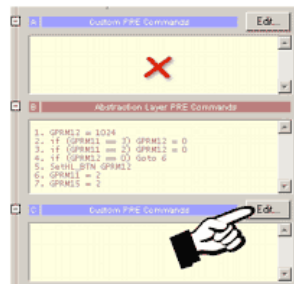 A Custom PRE Commands Edit...
B Abstraction Layer PRE Commands
1. GPRM12 = 1024
2. if (GPRM11 == 3) GPRM12 = 0
3. if (GPRM11 == 2) GPRM12 = 0
4. if (GPRM12 == 0) Goto 6
5. SetHL_BTN GPRM12
6. GPRM11 = 2
7. GPRM15 = 2
C Custom PRE Commands Edit...